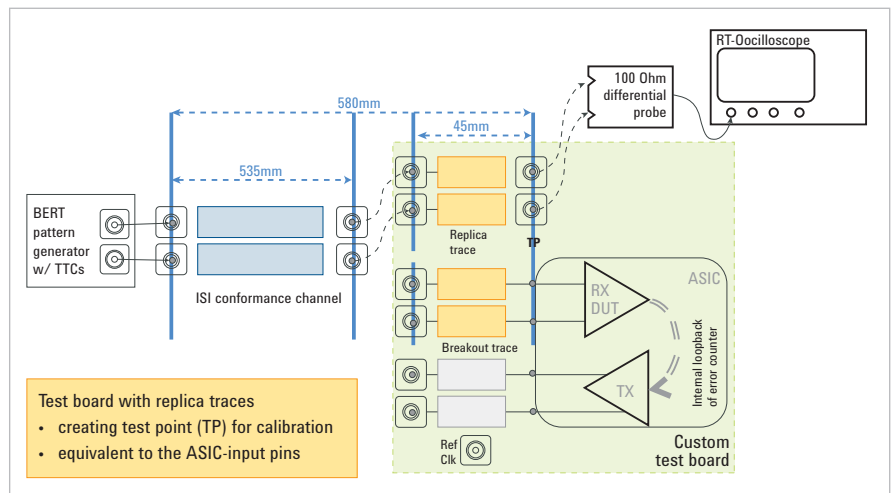 RT-Oocilloscope
100 Ohm
differential
probe
580mm
45mm
535mm
BERT
pattern
generator
w/ TTCs
ISI conformance channel
Replica
trace
TP
ASIC
RX
DUT
Breakout trace
TX
Internal loopback
of error counter
Ref
Clk
Custom
test board
Test board with replica traces
• creating test point (TP) for calibration
• equivalent to the ASIC-input pins